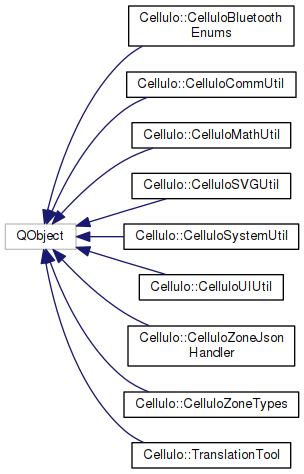 Cellulo::CelluloBluetooth
Enums
Cellulo::CelluloCommUtil
Cellulo::CelluloMathUtil
Cellulo::CelluloSVGUtil
QObject
Cellulo::CelluloSystemUtil
Cellulo::CelluloUIUtil
Cellulo::CelluloZoneJson
Handler
Cellulo::CelluloZoneTypes
Cellulo::TranslationTool